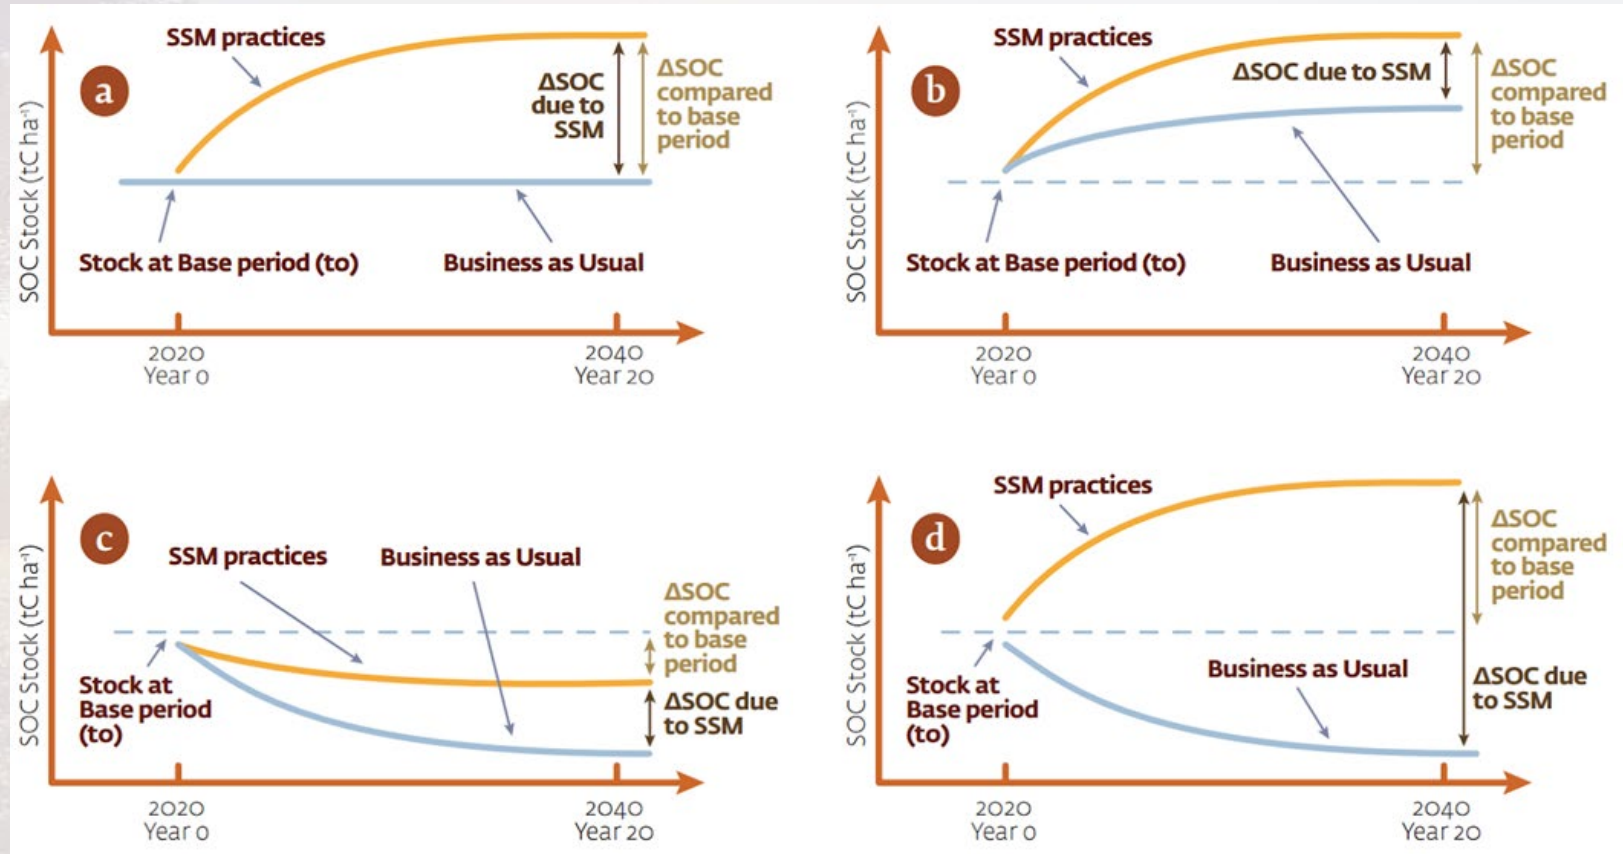 SSM practices
a
ΔSOC
due to
SSM
ΔSOC
compared
to base
period
SOC Stock (tC ha⁻¹)
Stock at Base period (to)
Business as Usual
2020
Year 0
2040
Year 20
SSM practices
b
ΔSOC due to SSM
ΔSOC
compared
to base
period
SOC Stock (tC ha⁻¹)
Stock at Base period (to)
Business as Usual
2020
Year 0
2040
Year 20
c
SSM practices
Business as Usual
ΔSOC
compared
to base
period
SOC Stock (tC ha⁻¹)
Stock at
Base period
(to)
ΔSOC due
to SSM
2020
Year 0
2040
Year 20
SSM practices
d
ΔSOC
compared
to base
period
SOC Stock (tC ha⁻¹)
Business as Usual
Stock at
Base period
(to)
ΔSOC due
to SSM
2020
Year 0
2040
Year 20